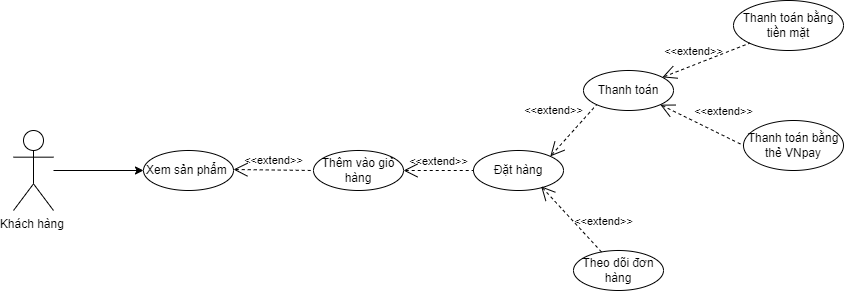 Thanh toán bằng
tiền mặt
<<extend>>
Thanh toán
<<extend>>
<<extend>>
Thanh toán bằng
thẻ VNpay
Xem sản phẩm
<<extend>>
Thêm vào giỏ
hàng
<<extend>>
Đặt hàng
Khách hàng
<<extend>>
Theo dõi đơn
hàng